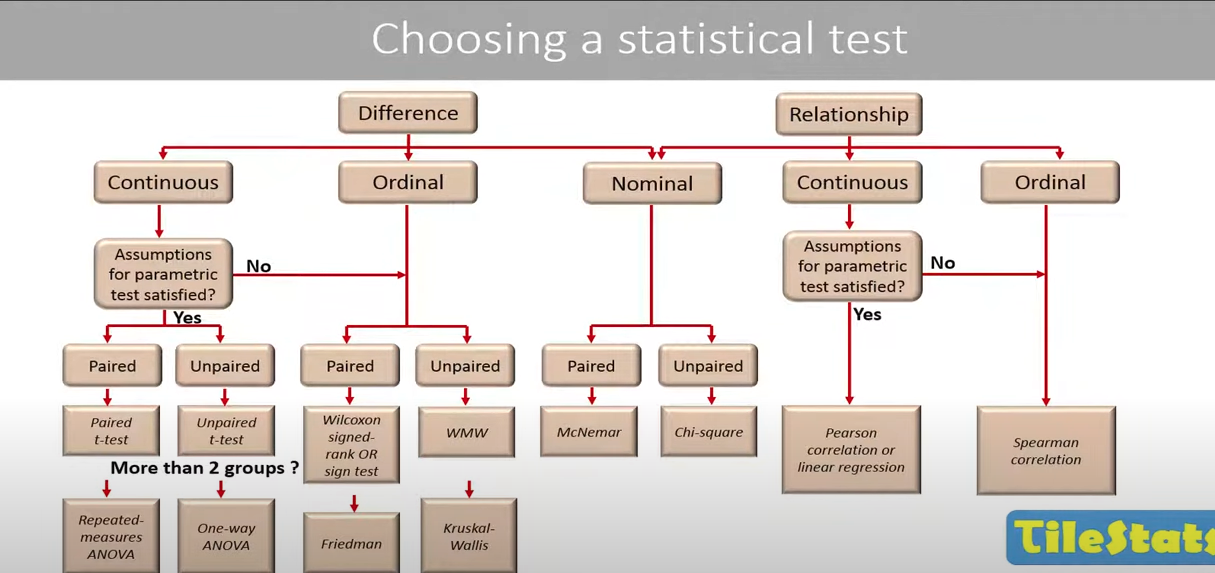 Choosing a statistical test
Difference
Relationship
Continuous
Ordinal
Nominal
Continuous
Ordinal
Assumptions
for parametric
test satisfied?
No
Yes
Assumptions
for parametric
test satisfied?
No
Yes
Paired
Unpaired
Paired
Unpaired
Paired
Unpaired
Paired
t-test
Unpaired
t-test
Wilcoxon
signed-
rank OR
sign test
WMW
McNemar
Chi-square
Pearson
correlation or
linear regression
Spearman
correlation
More than 2 groups ?
Repeated-
measures
ANOVA
One-way
ANOVA
Friedman
Kruskal-
Wallis
TileStats